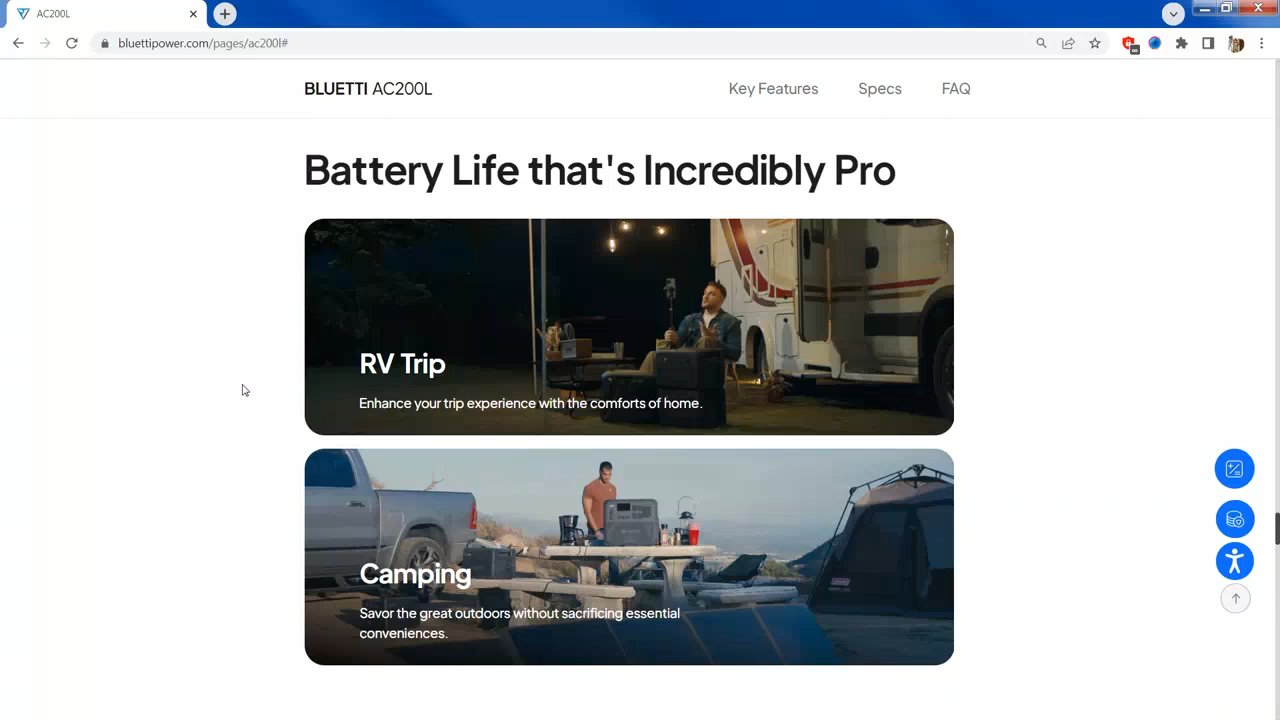 AC200L
bluettipower.com/pages/ac200l#
BLUETTI AC200L
Key Features
Specs
FAQ
Battery Life that's Incredibly Pro
RV Trip
Enhance your trip experience with the comforts of home.
Camping
Savor the great outdoors without sacrificing essential
conveniences.